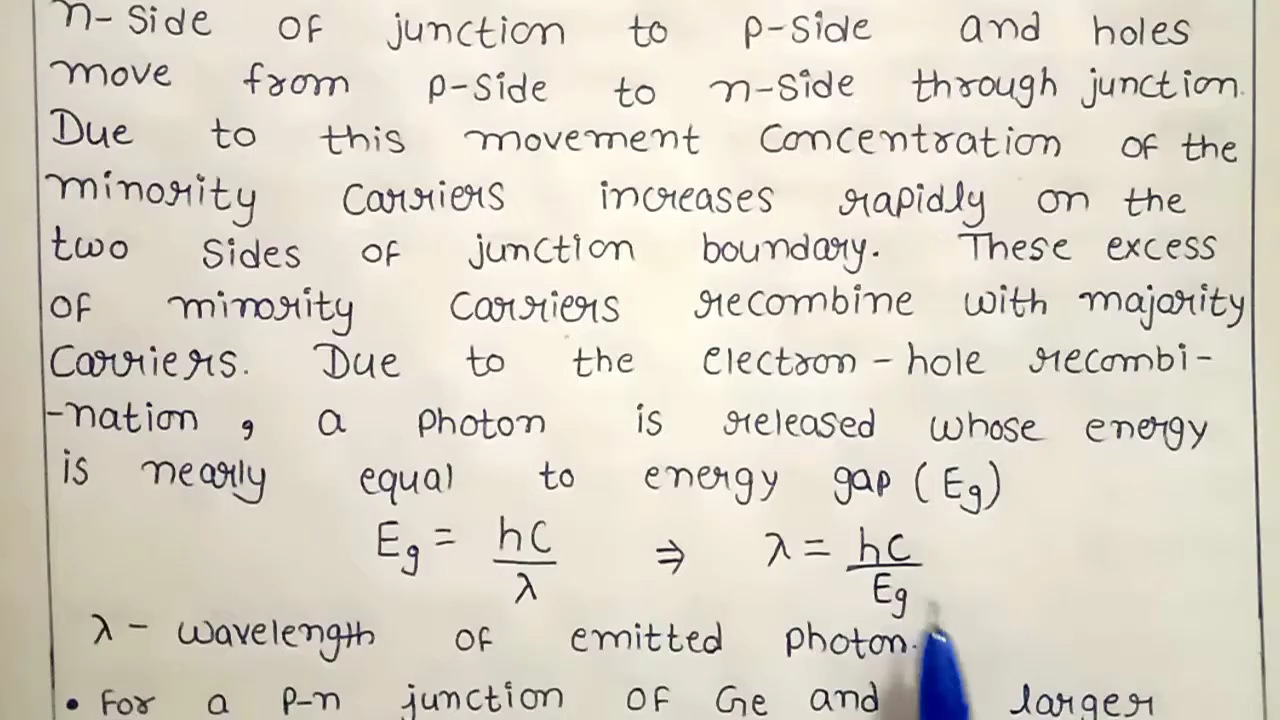 n-Side of junction to p-Side and holes
move from p-Side to n-Side through junction.
Due to this movement Concentration of the
minority Carriers increases rapidly on the
two Sides of junction boundary. These excess
of minority Carriers recombine with majority
Carriers. Due to the electron-hole recombi-
-nation, a photon is released whose energy
is nearly equal to energy gap (Eg)
Eg = hC/λ ⇒ λ = hC/Eg
λ - wavelength of emitted photon.
• For a p-n junction of Ge and larger